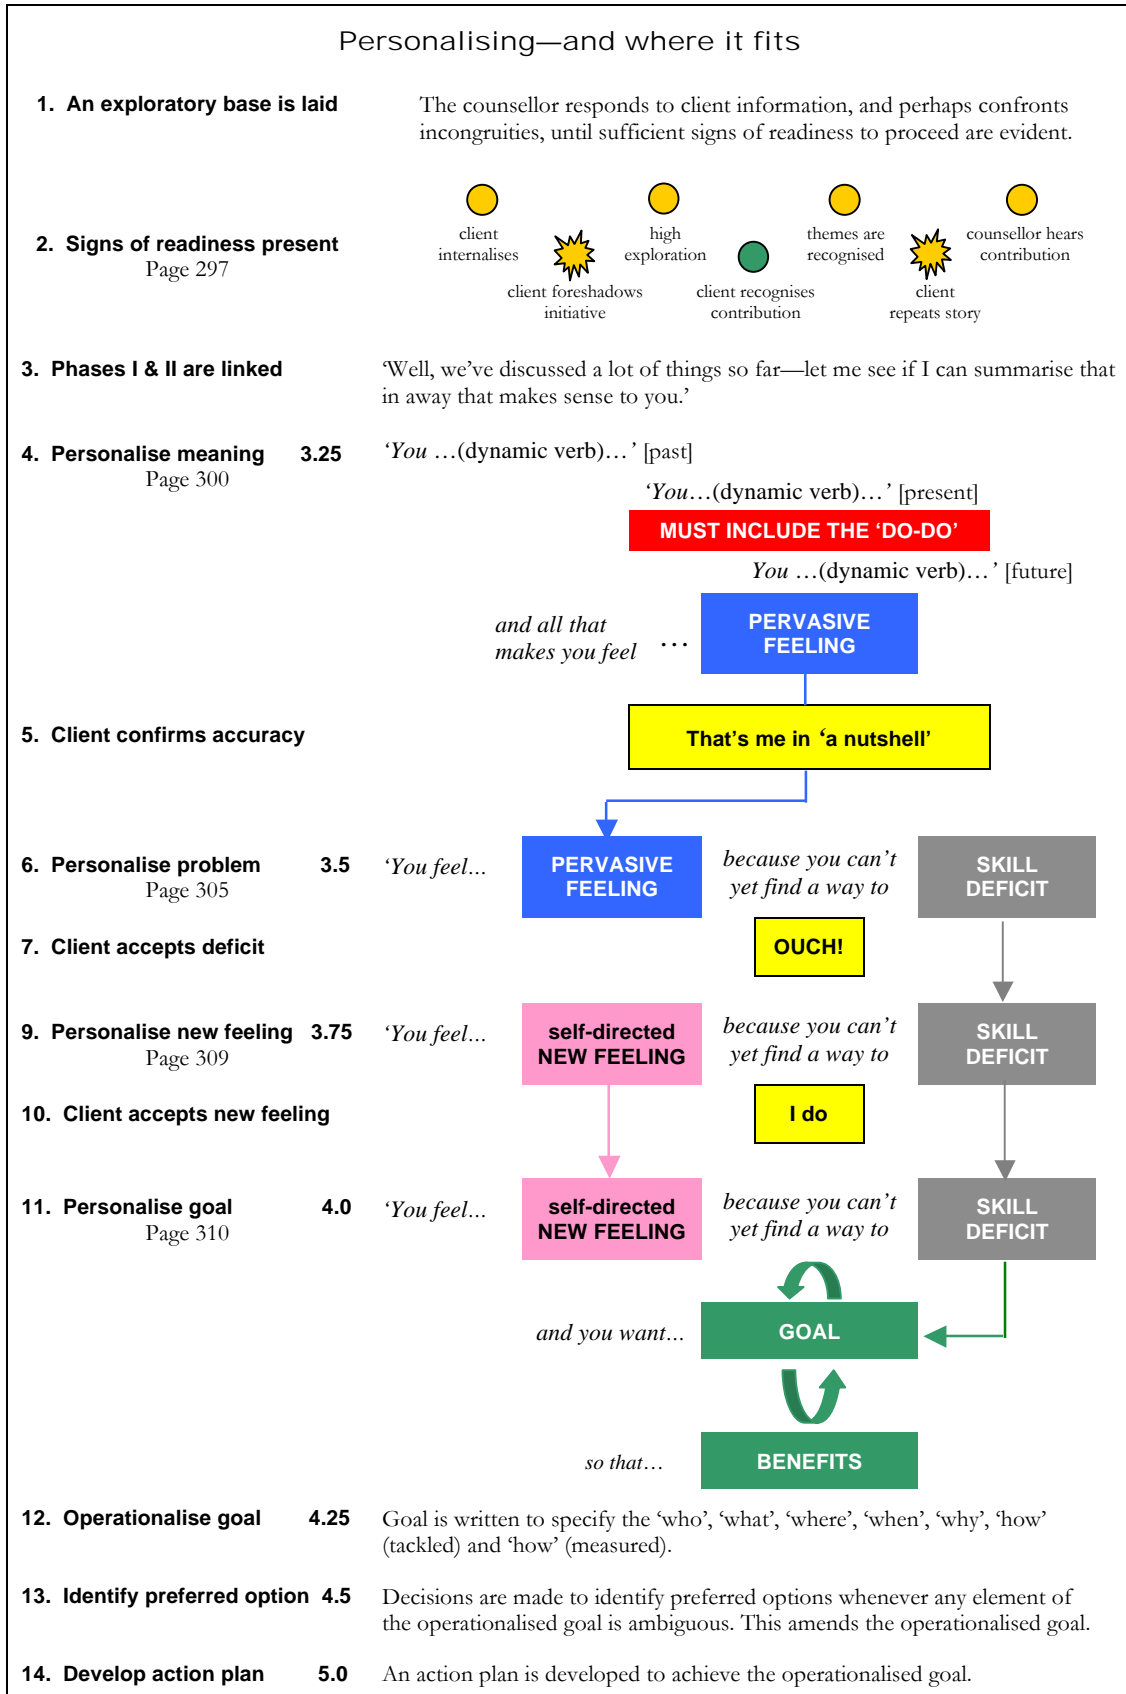 Personalising—and where it fits
1. An exploratory base is laid
The counsellor responds to client information, and perhaps confronts
incongruities, until sufficient signs of readiness to proceed are evident.
2. Signs of readiness present
Page 297
client
internalises
client foreshadows
initiative
high
exploration
client recognises
contribution
themes are
recognised
client
repeats story
counsellor hears
contribution
3. Phases I & II are linked
‘Well, we’ve discussed a lot of things so far—let me see if I can summarise that
in away that makes sense to you.’
4. Personalise meaning 3.25
Page 300
‘You …(dynamic verb)…’ [past]
‘You…(dynamic verb)…’ [present]
MUST INCLUDE THE ‘DO-DO’
You …(dynamic verb)…’ [future]
and all that
makes you feel …
PERVASIVE
FEELING
5. Client confirms accuracy
That’s me in ‘a nutshell’
6. Personalise problem 3.5
Page 305
‘You feel…
PERVASIVE
FEELING
because you can’t
yet find a way to
SKILL
DEFICIT
7. Client accepts deficit
OUCH!
9. Personalise new feeling 3.75
Page 309
‘You feel…
self-directed
NEW FEELING
because you can’t
yet find a way to
SKILL
DEFICIT
10. Client accepts new feeling
I do
11. Personalise goal 4.0
Page 310
‘You feel…
self-directed
NEW FEELING
because you can’t
yet find a way to
SKILL
DEFICIT
and you want…
GOAL
so that…
BENEFITS
12. Operationalise goal 4.25
Goal is written to specify the ‘who’, ‘what’, ‘where’, ‘when’, ‘why’, ‘how’
(tackled) and ‘how’ (measured).
13. Identify preferred option 4.5
Decisions are made to identify preferred options whenever any element of
the operationalised goal is ambiguous. This amends the operationalised goal.
14. Develop action plan 5.0
An action plan is developed to achieve the operationalised goal.